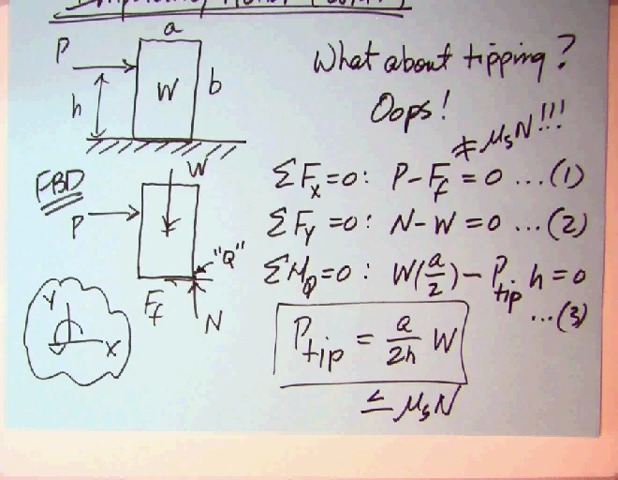 a
P
h
W
b
What about tipping?
Oops!
≠ μsN!!!
FBD
W
P
"Q"
Ff
N
Y
X
ΣFx=0: P-Ff = 0 ...(1)
ΣFy=0: N-W=0 ...(2)
ΣMQ=0: W(a/2) - Ptip h = 0
...(3)
Ptip = a/2h W
≤ μsN